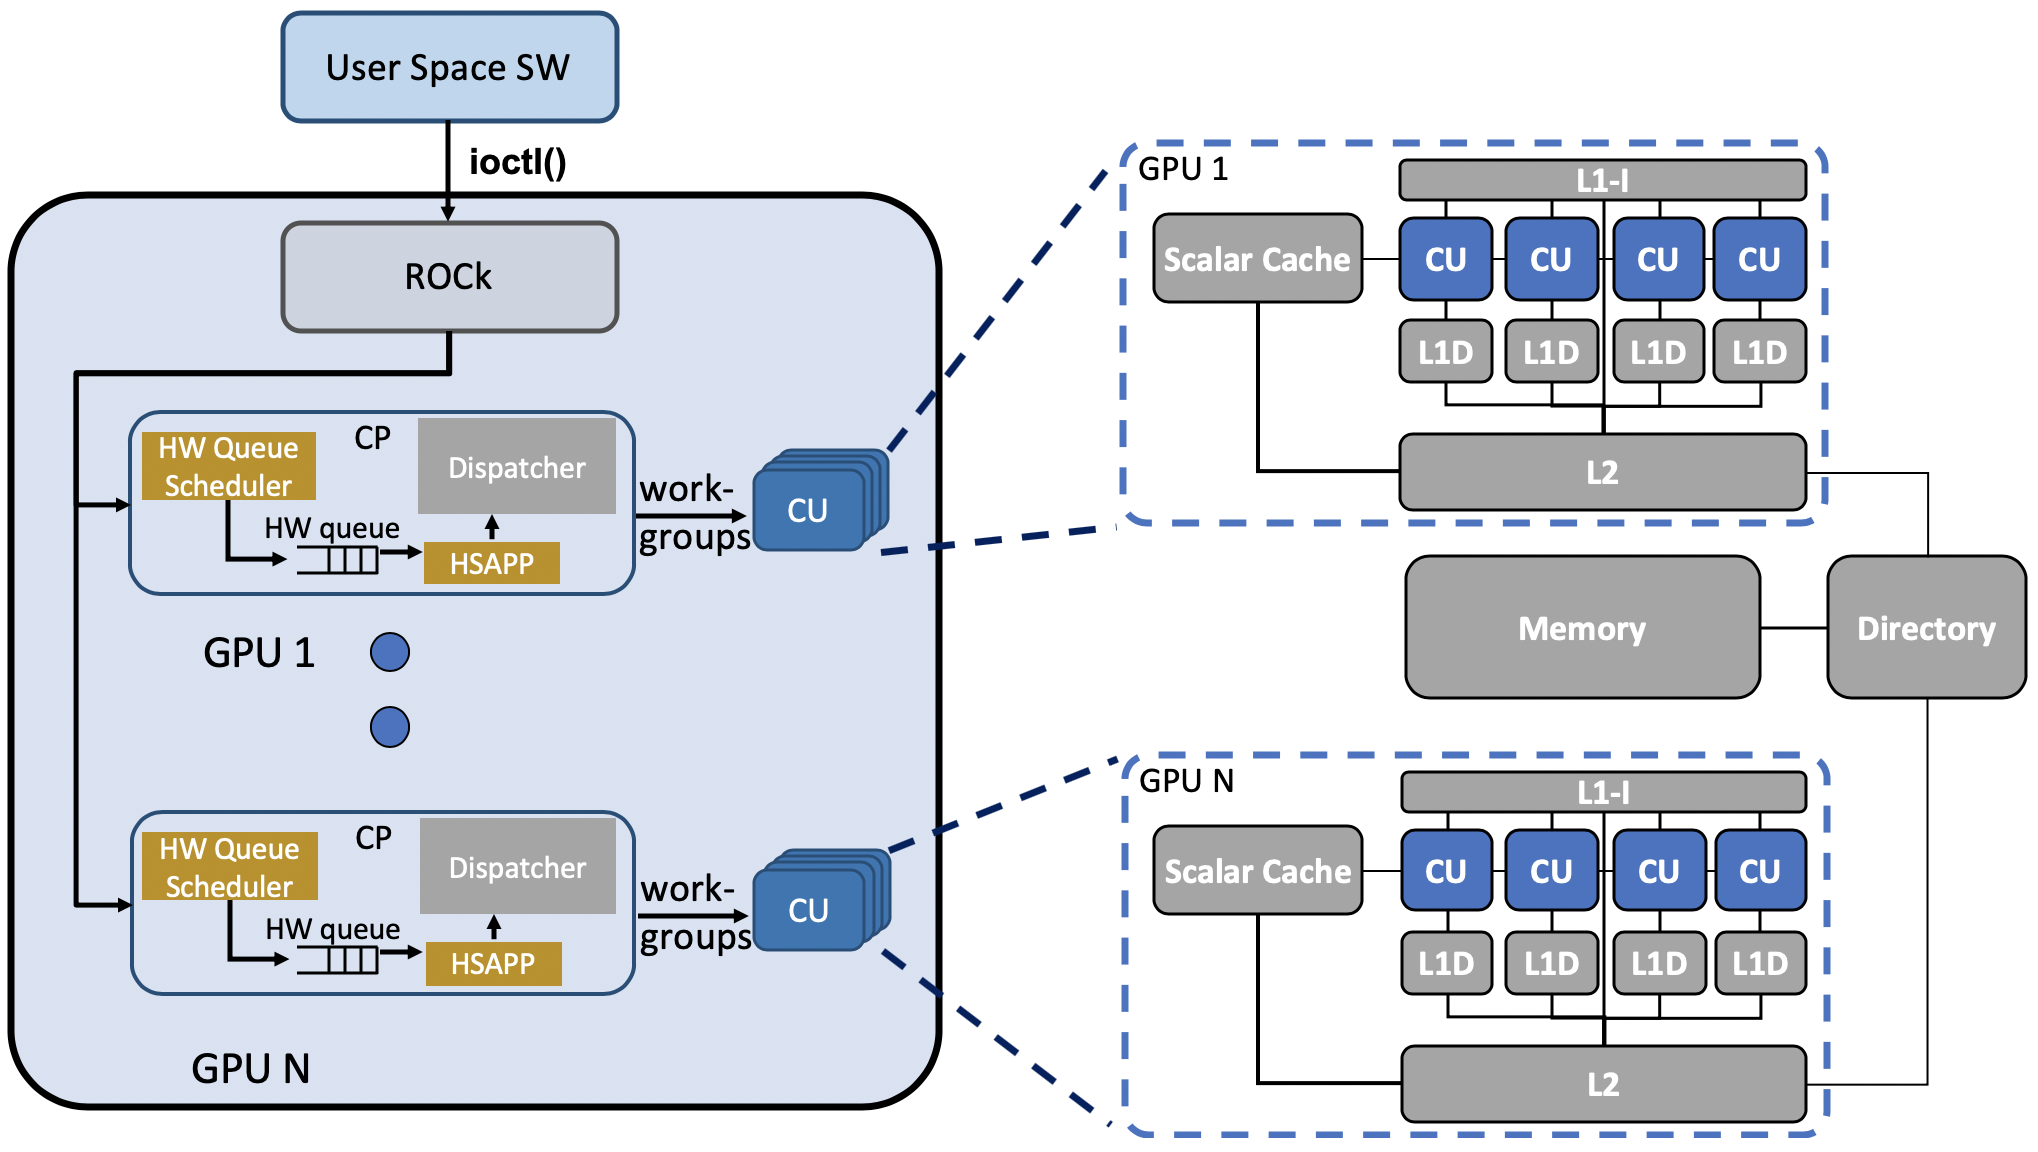 User Space SW
ioctl()
ROCk
HW Queue
Scheduler
CP
Dispatcher
HW queue
HSAPP
work-
groups
CU
GPU 1
HW Queue
Scheduler
CP
Dispatcher
HW queue
HSAPP
work-
groups
CU
GPU N
GPU 1
L1-I
Scalar Cache
CU
CU
CU
CU
L1D
L1D
L1D
L1D
L2
Memory
Directory
GPU N
L1-I
Scalar Cache
CU
CU
CU
CU
L1D
L1D
L1D
L1D
L2